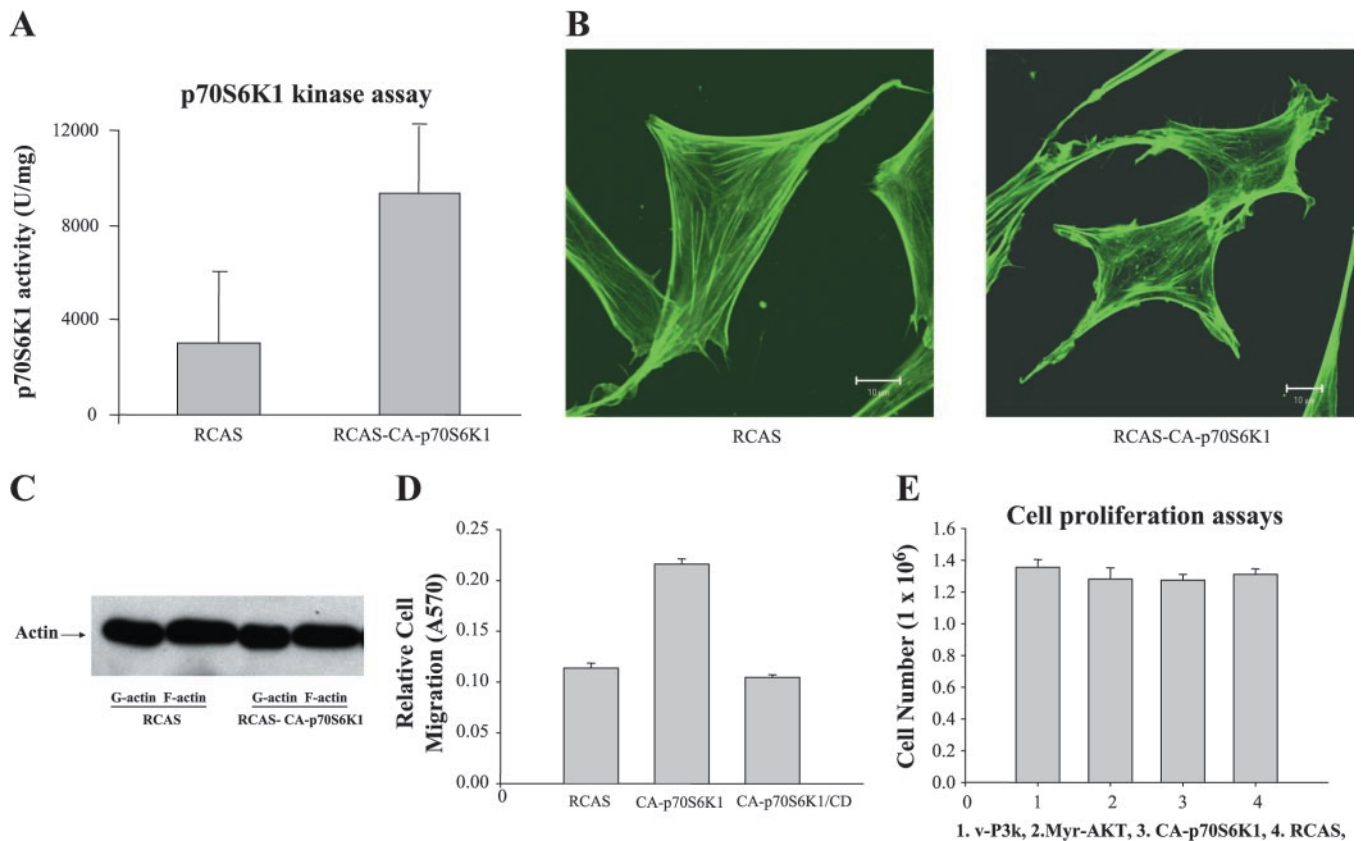 A
p70S6K1 kinase assay
p70S6K1 activity (U/mg)
12000
8000
4000
0
RCAS
RCAS-CA-p70S6K1
B
10 μm
RCAS
10 μm
RCAS-CA-p70S6K1
C
Actin
G-actin F-actin
RCAS
G-actin F-actin
RCAS- CA-p70S6K1
D
Relative Cell
Migration (A570)
0.25
0.20
0.15
0.10
0.05
0.00
0
RCAS
CA-p70S6K1
CA-p70S6K1/CD
E
Cell proliferation assays
Cell Number (1 x 10⁶)
1.6
1.4
1.2
1.0
0.8
0.6
0.4
0.2
0.0
0
1
2
3
4
1. v-P3k, 2.Myr-AKT, 3. CA-p70S6K1, 4. RCAS,